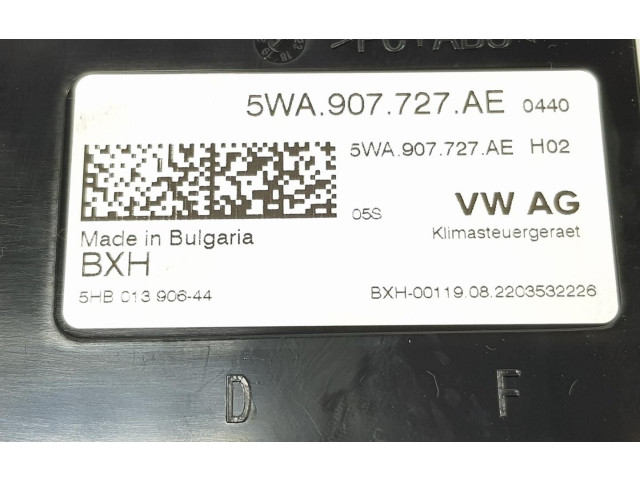 5WA.907.727.AE 0440
5WA.907.727.AE H02
05S VW AG
Made in Bulgaria Klimasteuergeraet
BXH
5HB 013 906-44 BXH-00119.08.2203532226
D F